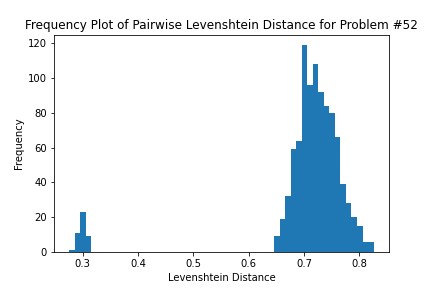 Frequency Plot of Pairwise Levenshtein Distance for Problem #52
120
100
80
60
40
20
0
Frequency
0.3 0.4 0.5 0.6 0.7 0.8
Levenshtein Distance